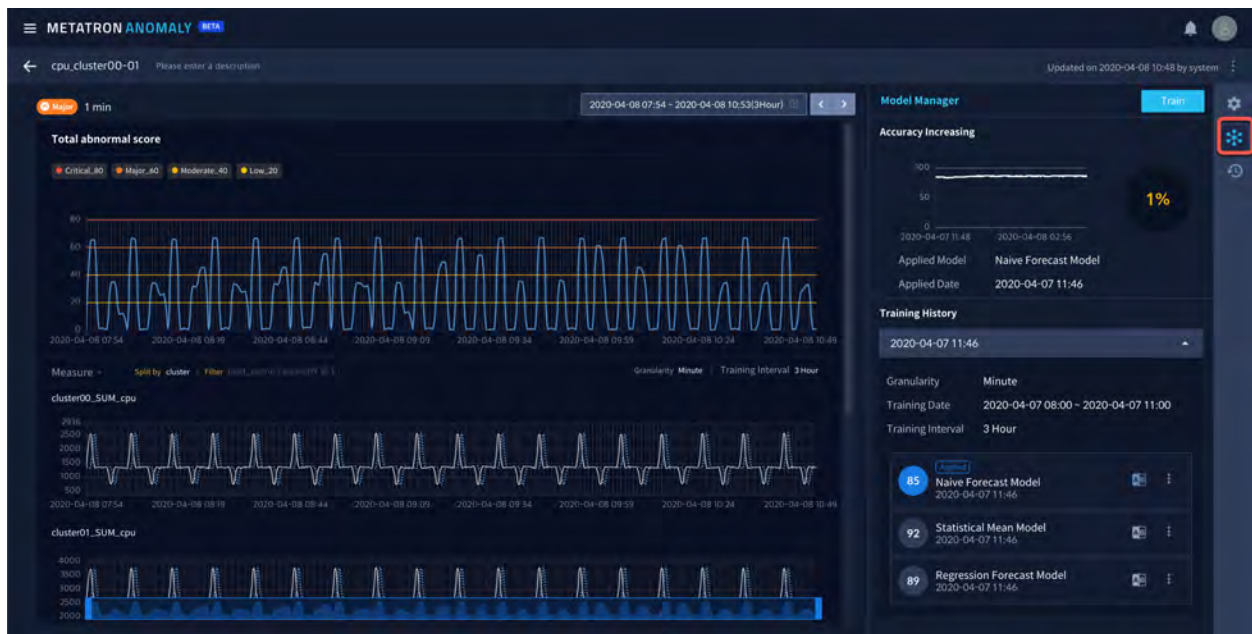 METATRON ANOMALY BETA
cpu_cluster00-01 Please enter a description
Updated on 2020-04-08 10:48 by system
Major 1 min
2020-04-08 07:54 ~ 2020-04-08 10:53(3Hour)
Total abnormal score
Critical_80 Major_60 Moderate_40 Low_20
80
60
40
20
0
2020-04-08 07:54 2020-04-08 08:19 2020-04-08 08:44 2020-04-08 09:09 2020-04-08 09:34 2020-04-08 09:59 2020-04-08 10:24 2020-04-08 10:49
Measure Split by cluster Filter
Granularity Minute Training Interval 3 Hour
cluster00_SUM_cpu
2916
2500
2000
1500
1000
500
2020-04-08 07:54 2020-04-08 08:19 2020-04-08 08:44 2020-04-08 09:09 2020-04-08 09:34 2020-04-08 09:59 2020-04-08 10:24 2020-04-08 10:49
cluster01_SUM_cpu
4000
3500
3000
2500
2000
Model Manager Train
Accuracy Increasing
100
50
0
2020-04-07 11:48 2020-04-08 02:56
1%
Applied Model Naive Forecast Model
Applied Date 2020-04-07 11:46
Training History
2020-04-07 11:46
Granularity Minute
Training Date 2020-04-07 08:00 ~ 2020-04-07 11:00
Training Interval 3 Hour
Applied
85 Naive Forecast Model
2020-04-07 11:46
92 Statistical Mean Model
2020-04-07 11:46
89 Regression Forecast Model
2020-04-07 11:46